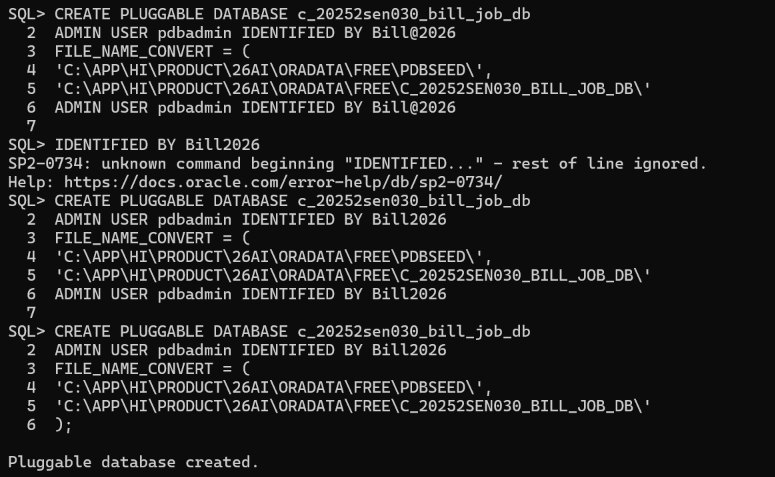 SQL> CREATE PLUGGABLE DATABASE c_20252sen030_bill_job_db
  2  ADMIN USER pdbadmin IDENTIFIED BY Bill@2026
  3  FILE_NAME_CONVERT = (
  4  'C:\APP\HI\PRODUCT\26AI\ORADATA\FREE\PDBSEED\',
  5  'C:\APP\HI\PRODUCT\26AI\ORADATA\FREE\C_20252SEN030_BILL_JOB_DB\'
  6  ADMIN USER pdbadmin IDENTIFIED BY Bill@2026
  7
SQL> IDENTIFIED BY Bill2026
SP2-0734: unknown command beginning "IDENTIFIED..." - rest of line ignored.
Help: https://docs.oracle.com/error-help/db/sp2-0734/
SQL> CREATE PLUGGABLE DATABASE c_20252sen030_bill_job_db
  2  ADMIN USER pdbadmin IDENTIFIED BY Bill2026
  3  FILE_NAME_CONVERT = (
  4  'C:\APP\HI\PRODUCT\26AI\ORADATA\FREE\PDBSEED\',
  5  'C:\APP\HI\PRODUCT\26AI\ORADATA\FREE\C_20252SEN030_BILL_JOB_DB\'
  6  ADMIN USER pdbadmin IDENTIFIED BY Bill2026
  7
SQL> CREATE PLUGGABLE DATABASE c_20252sen030_bill_job_db
  2  ADMIN USER pdbadmin IDENTIFIED BY Bill2026
  3  FILE_NAME_CONVERT = (
  4  'C:\APP\HI\PRODUCT\26AI\ORADATA\FREE\PDBSEED\',
  5  'C:\APP\HI\PRODUCT\26AI\ORADATA\FREE\C_20252SEN030_BILL_JOB_DB\'
  6  );
Pluggable database created.